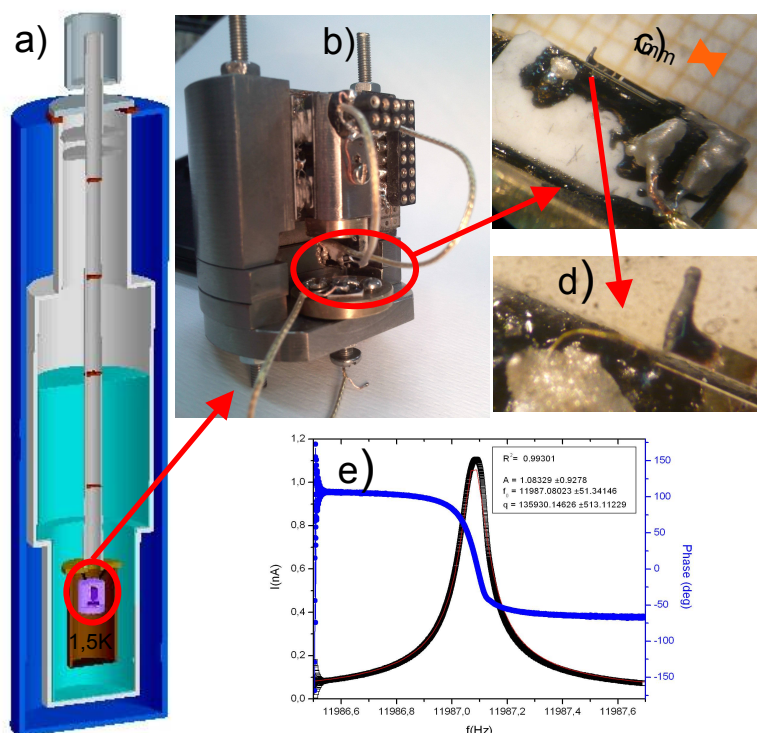 a)
b)
c)
1mm
d)
1,5K
e)
R²= 0.99301
A = 1.08329 ±0.9278
f₀ = 11987.08023 ±51.34146
q = 135930.14626 ±513.11229
1,2
1,0
0,8
0,6
0,4
0,2
0,0
I(nA)
150
100
50
0
-50
-100
-150
Phase (deg)
11986,6
11986,8
11987,0
11987,2
11987,4
11987,6
f(Hz)